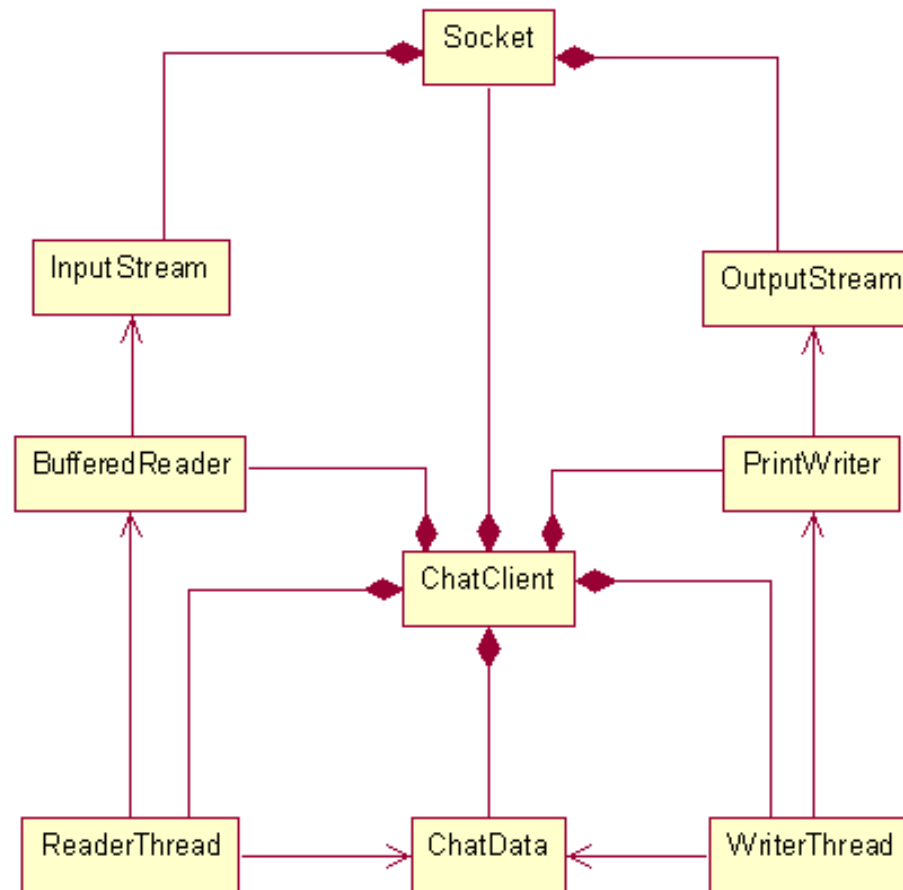 Socket
InputStream
OutputStream
BufferedReader
PrintWriter
ChatClient
ReaderThread
ChatData
WriterThread